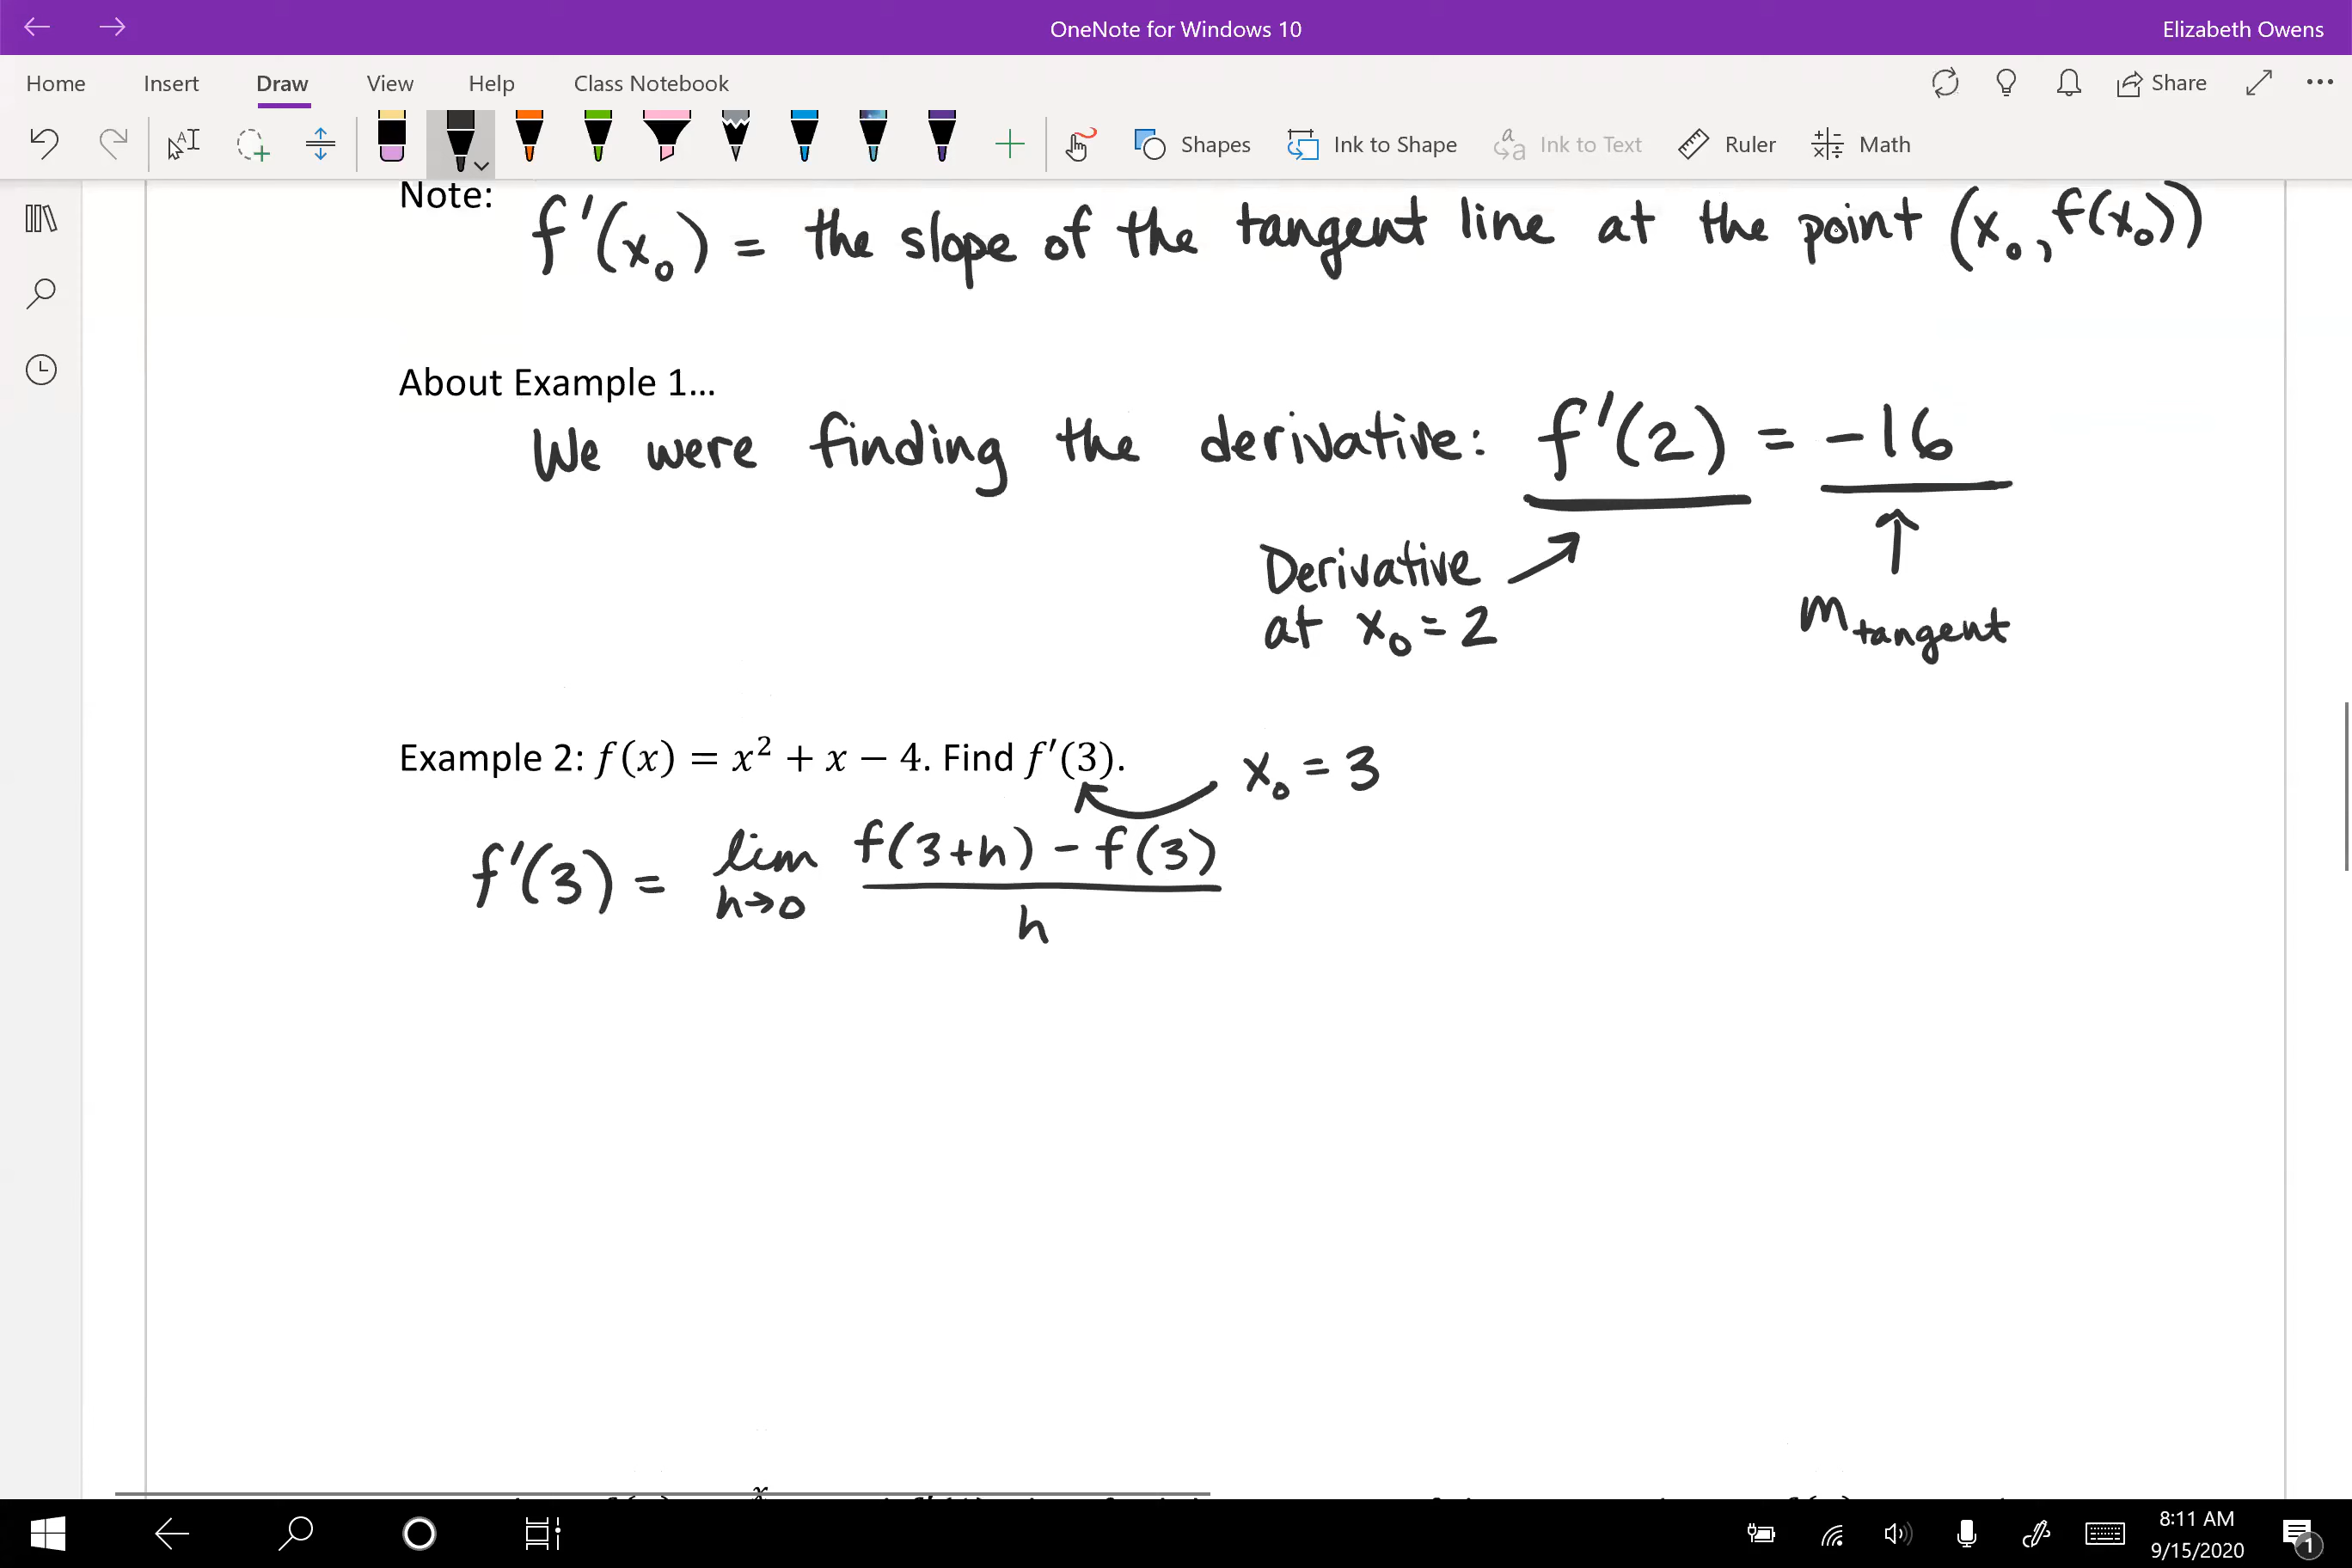 OneNote for Windows 10
Elizabeth Owens
Home Insert Draw View Help Class Notebook
Share
Shapes Ink to Shape Ink to Text Ruler Math
Note:
f'(x₀) = the slope of the tangent line at the point (x₀, f(x₀))
About Example 1...
We were finding the derivative: f'(2) = -16
Derivative
at x₀ = 2
m tangent
Example 2: f(x) = x² + x − 4. Find f'(3).
x₀ = 3
f'(3) = lim h→0 f(3+h) - f(3) / h
8:11 AM
9/15/2020
1